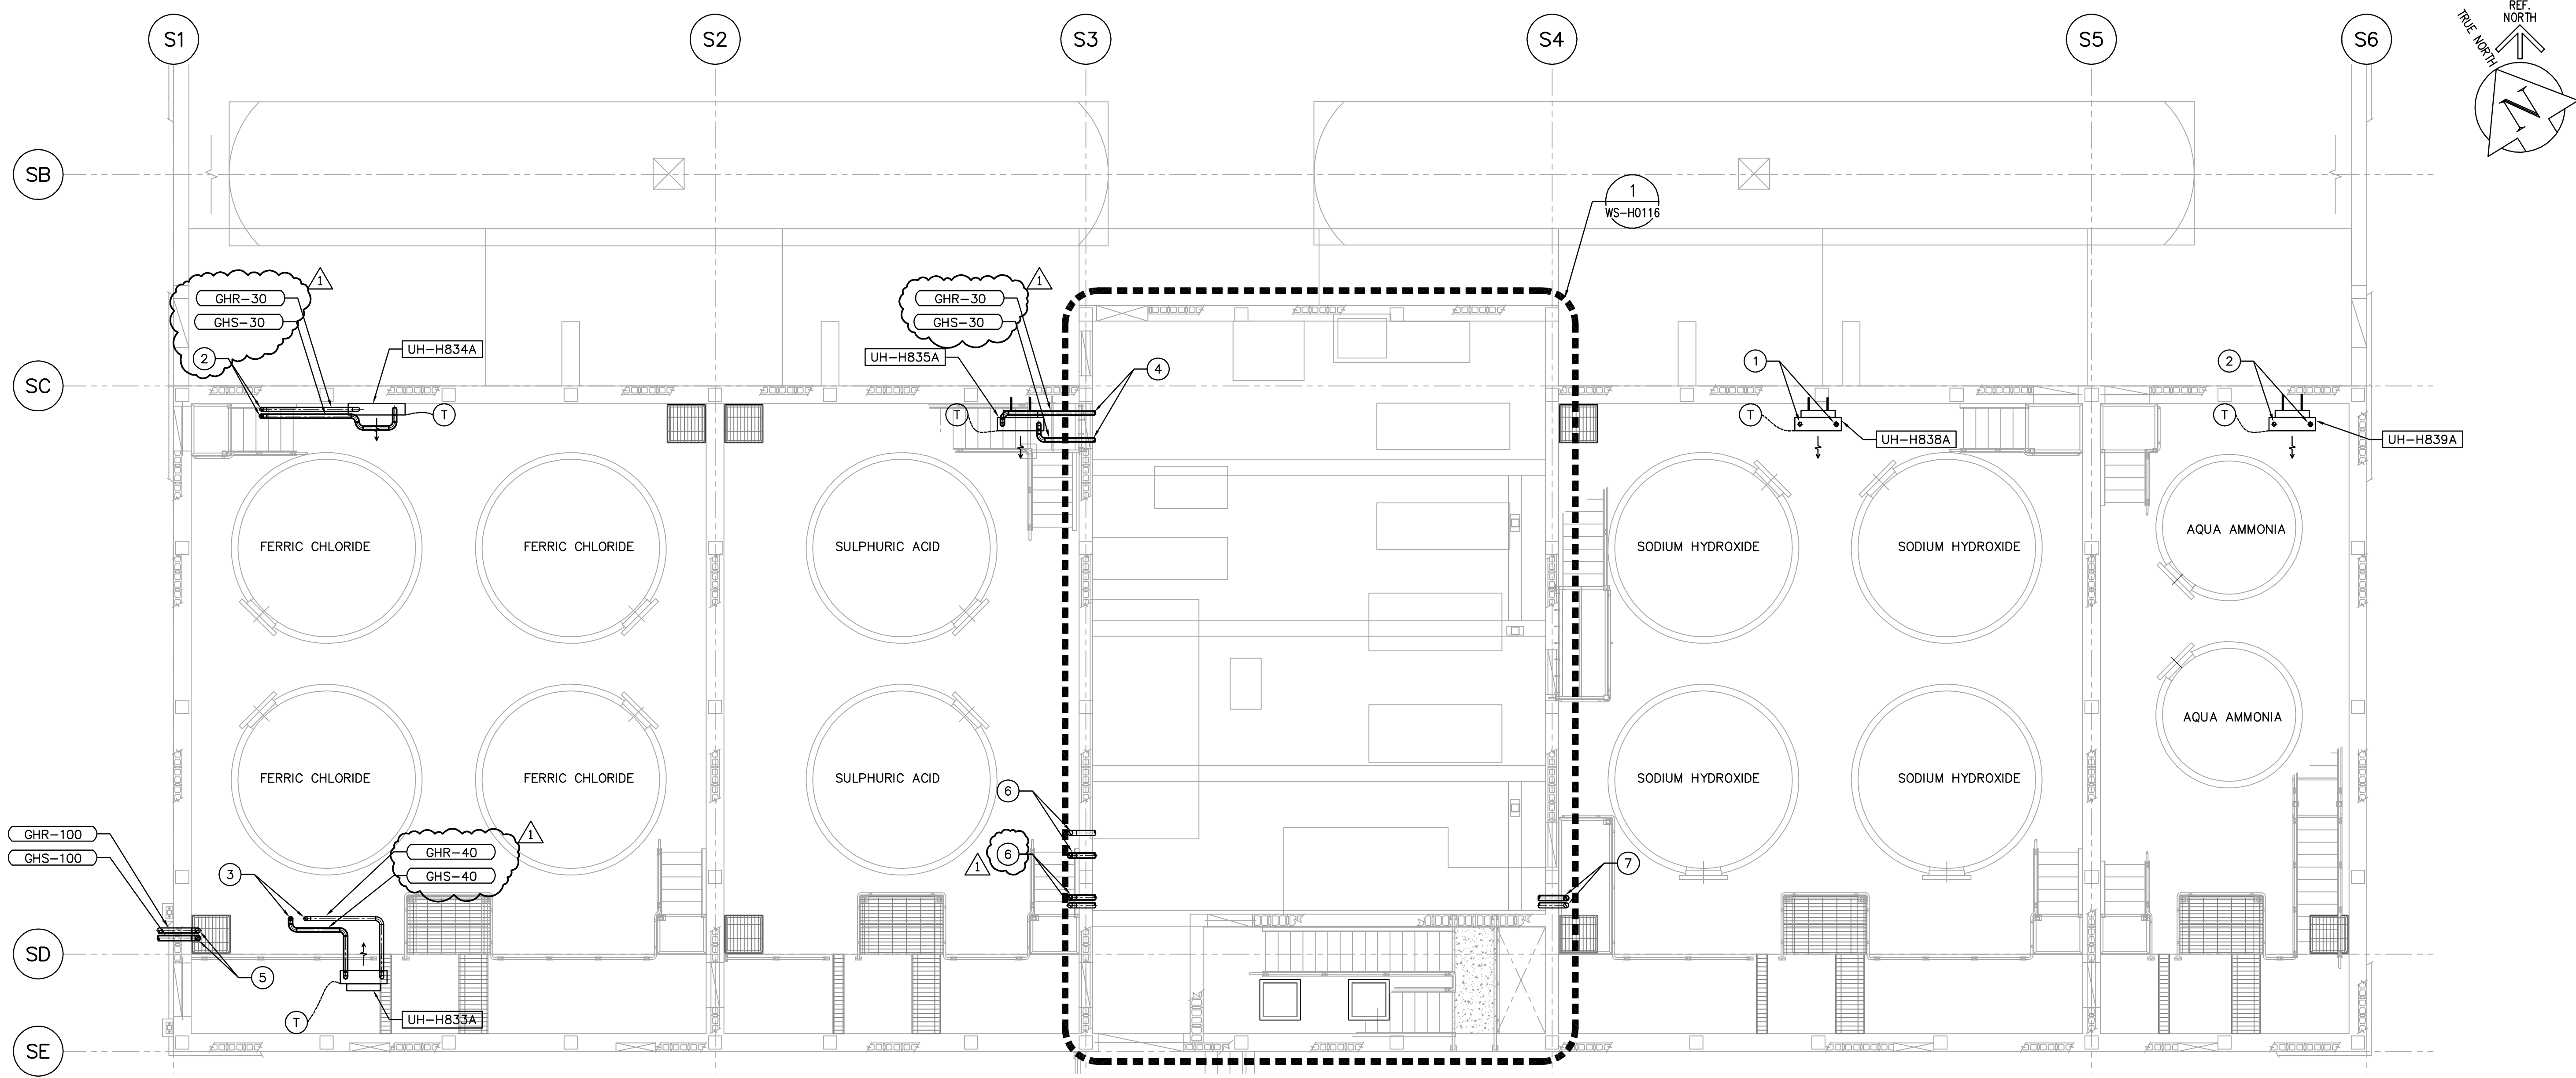 S1
S2
S3
S4
S5
S6
REF.
NORTH
TRUE NORTH
N
SB
1
WS-H0116
1
GHR-30
GHS-30
2
UH-H834A
1
GHR-30
GHS-30
UH-H835A
4
1
2
SC
T
T
T
T
UH-H838A
UH-H839A
FERRIC CHLORIDE
FERRIC CHLORIDE
SULPHURIC ACID
SODIUM HYDROXIDE
SODIUM HYDROXIDE
AQUA AMMONIA
AQUA AMMONIA
FERRIC CHLORIDE
FERRIC CHLORIDE
SULPHURIC ACID
SODIUM HYDROXIDE
SODIUM HYDROXIDE
6
GHR-100
GHS-100
1
GHR-40
GHS-40
3
6
1
7
SD
5
T
UH-H833A
SE